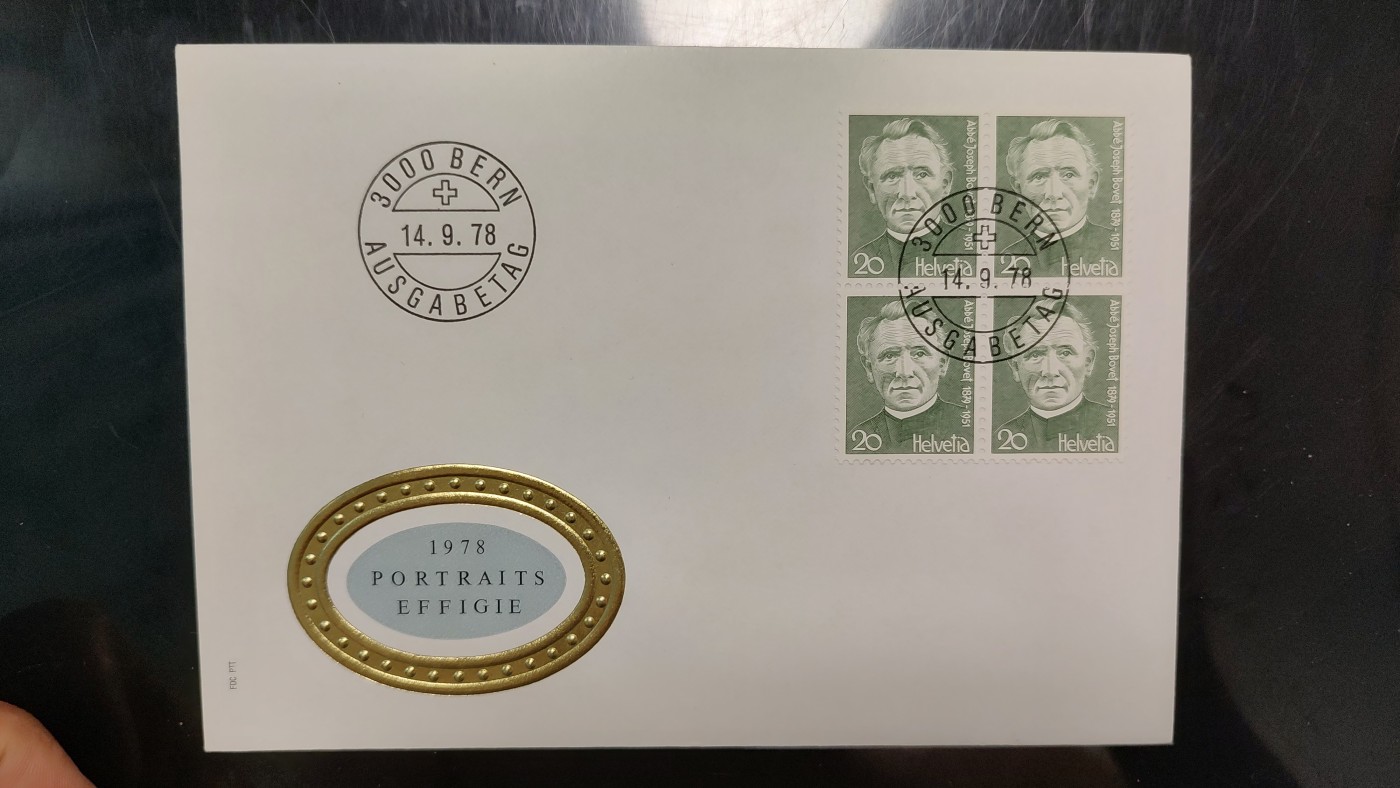 3000 BERN
14. 9. 78
AUSGABETAG
Abbé Joseph Bovet 1879-1951
20 Helvetia
Abbé Joseph Bovet 1879-1951
20 Helvetia
3000 BERN
14. 9. 78
AUSGABETAG
Abbé Joseph Bovet 1879-1951
20 Helvetia
Abbé Joseph Bovet 1879-1951
20 Helvetia
1978
PORTRAITS
EFFIGIE
FDC PTT